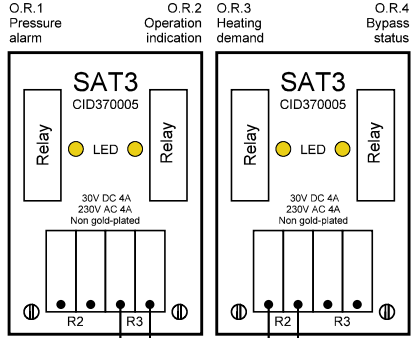 O.R.1 O.R.2 O.R.3 O.R.4
Pressure Operation Heating Bypass
alarm indication demand status
SAT3 SAT3
CID370005 CID370005
Relay LED Relay Relay LED Relay
30V DC 4A 30V DC 4A
230V AC 4A 230V AC 4A
Non gold-plated Non gold-plated
R2 R3 R2 R3